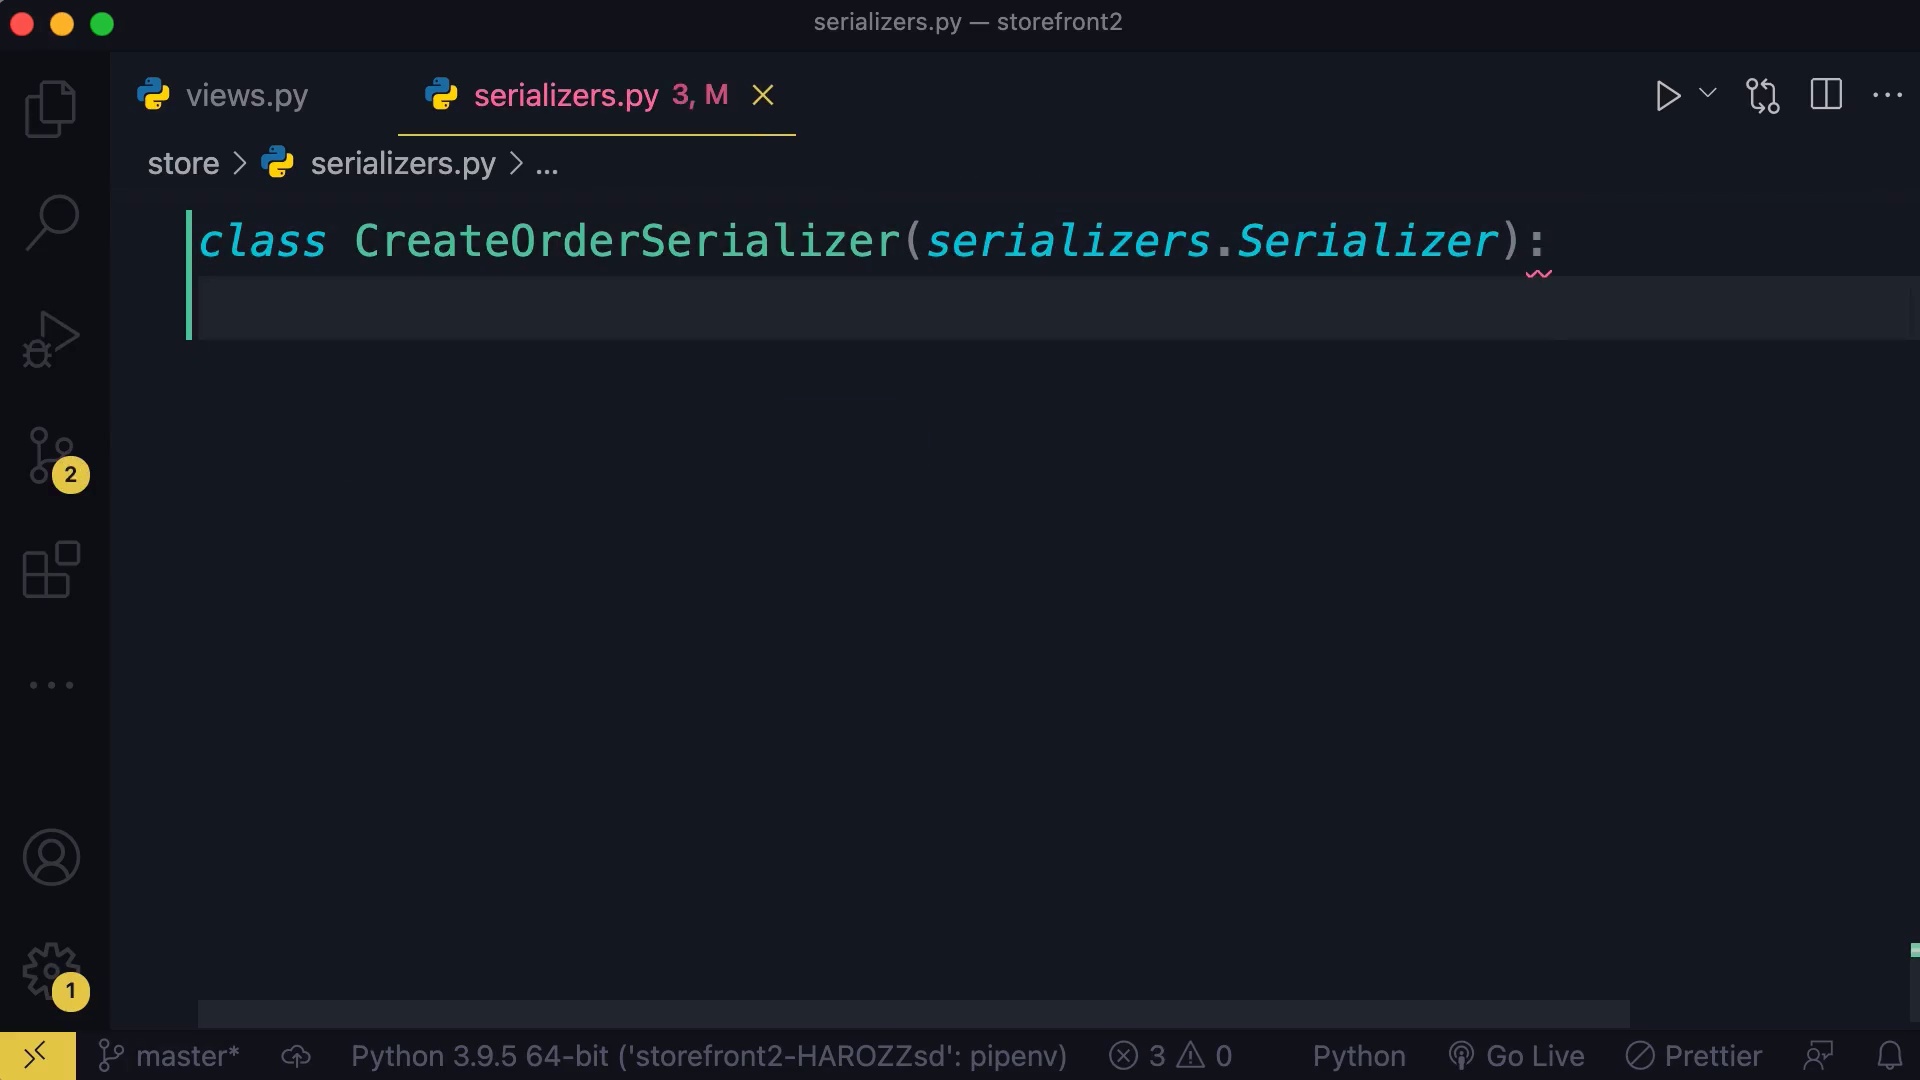 serializers.py — storefront2
views.py
serializers.py 3, M
store > serializers.py > ...
class CreateOrderSerializer(serializers.Serializer):
2
1
master* Python 3.9.5 64-bit ('storefront2-HAROZZsd': pipenv) 3 0 Python Go Live Prettier